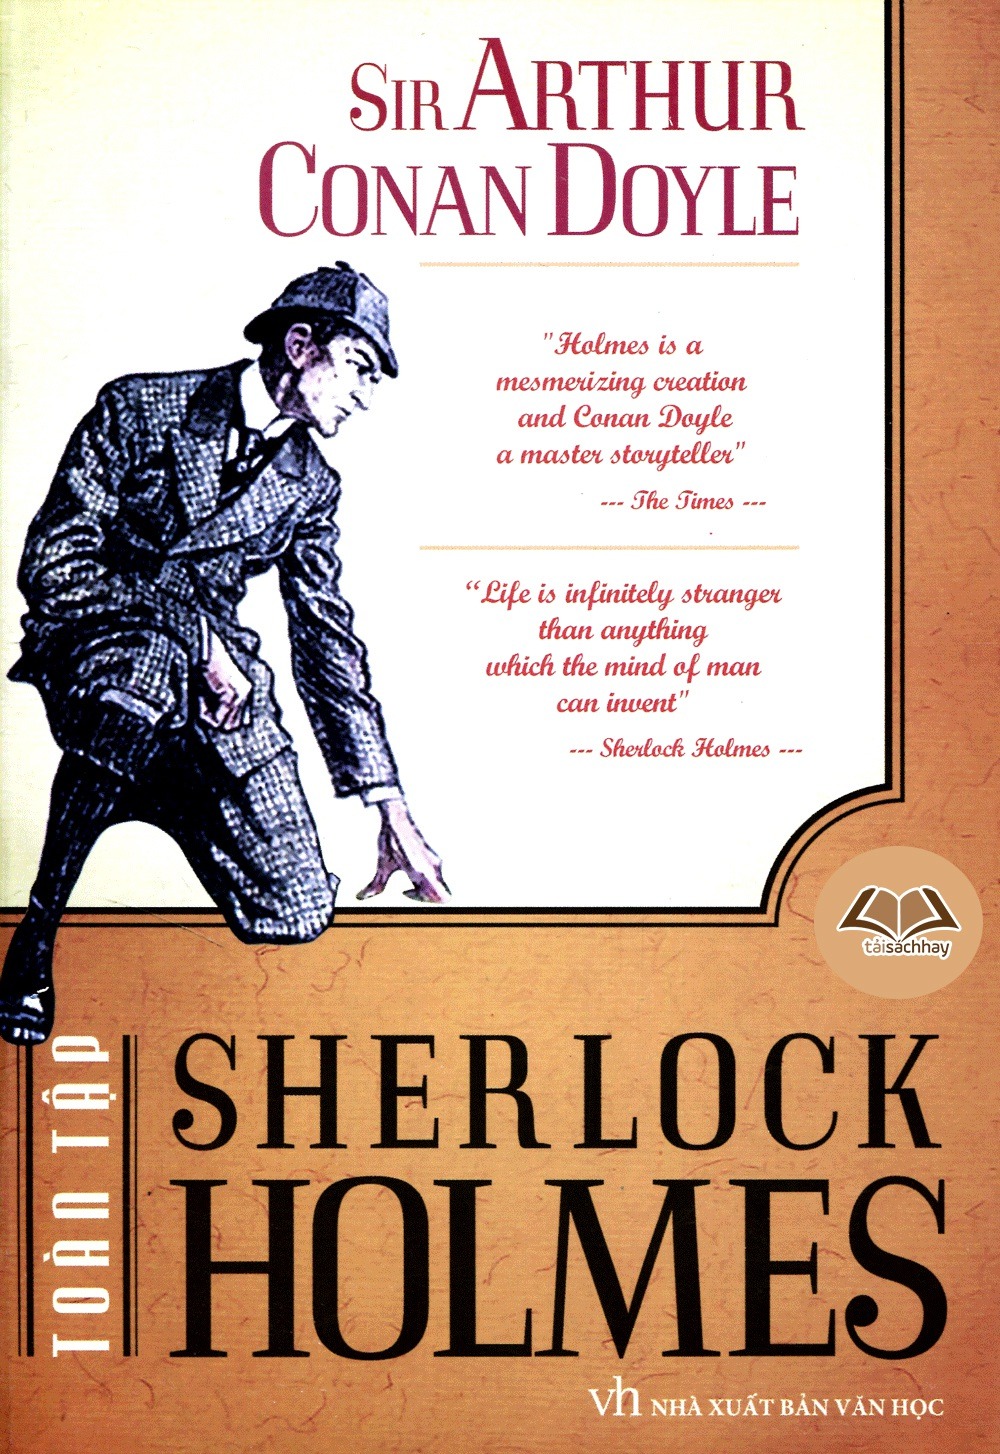 SIR ARTHUR
CONAN DOYLE
"Holmes is a
mesmerizing creation
and Conan Doyle
a master storyteller"
--- The Times ---
“Life is infinitely stranger
than anything
which the mind of man
can invent"
--- Sherlock Holmes ---
tảisáchhay
TOÀN TẬP
SHERLOCK
HOLMES
vh NHÀ XUẤT BẢN VĂN HỌC